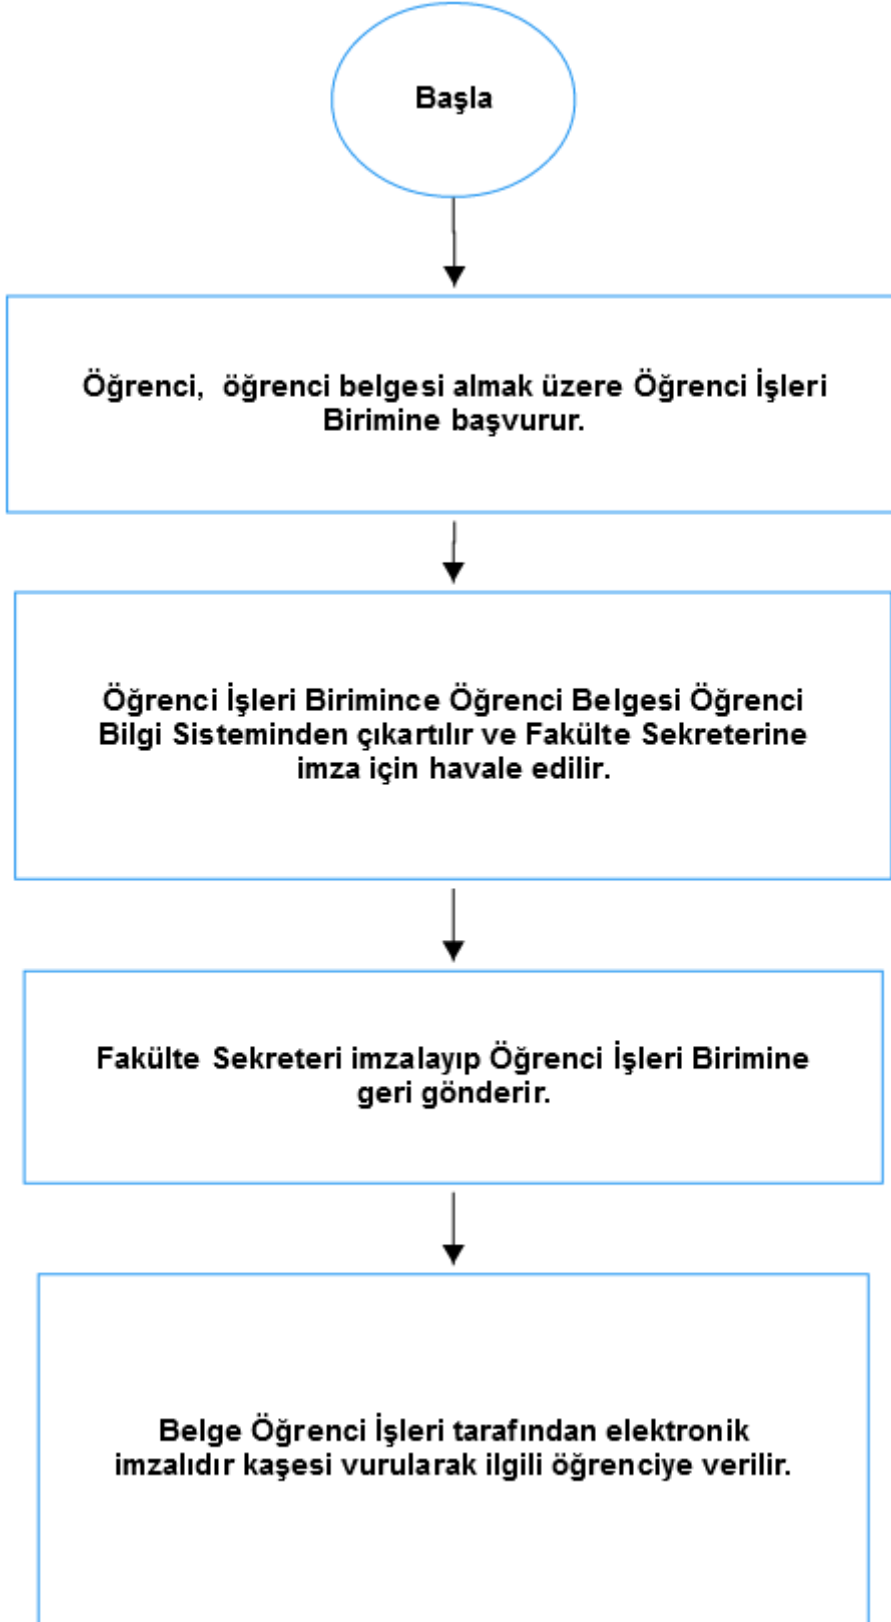 Başla
Öğrenci,  öğrenci belgesi almak üzere Öğrenci İşleri
Birimine başvurur.
Öğrenci İşleri Birimince Öğrenci Belgesi Öğrenci
Bilgi Sisteminden çıkartılır ve Fakülte Sekreterine
imza için havale edilir.
Fakülte Sekreteri imzalayıp Öğrenci İşleri Birimine
geri gönderir.
Belge Öğrenci İşleri tarafından elektronik
imzalıdır kaşesi vurularak ilgili öğrenciye verilir.